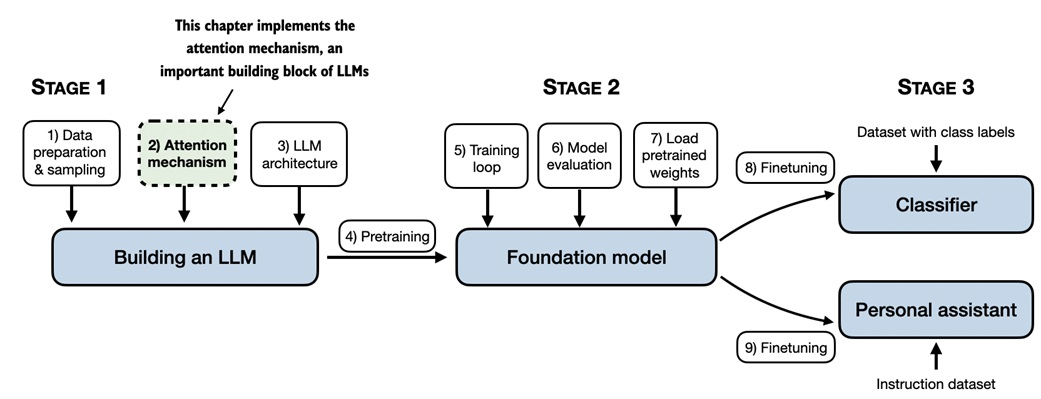 This chapter implements the
attention mechanism, an
important building block of LLMs
STAGE 1
STAGE 2
STAGE 3
1) Data
preparation
& sampling
2) Attention
mechanism
3) LLM
architecture
Building an LLM
4) Pretraining
5) Training
loop
6) Model
evaluation
7) Load
pretrained
weights
Foundation model
8) Finetuning
Dataset with class labels
Classifier
Personal assistant
9) Finetuning
Instruction dataset